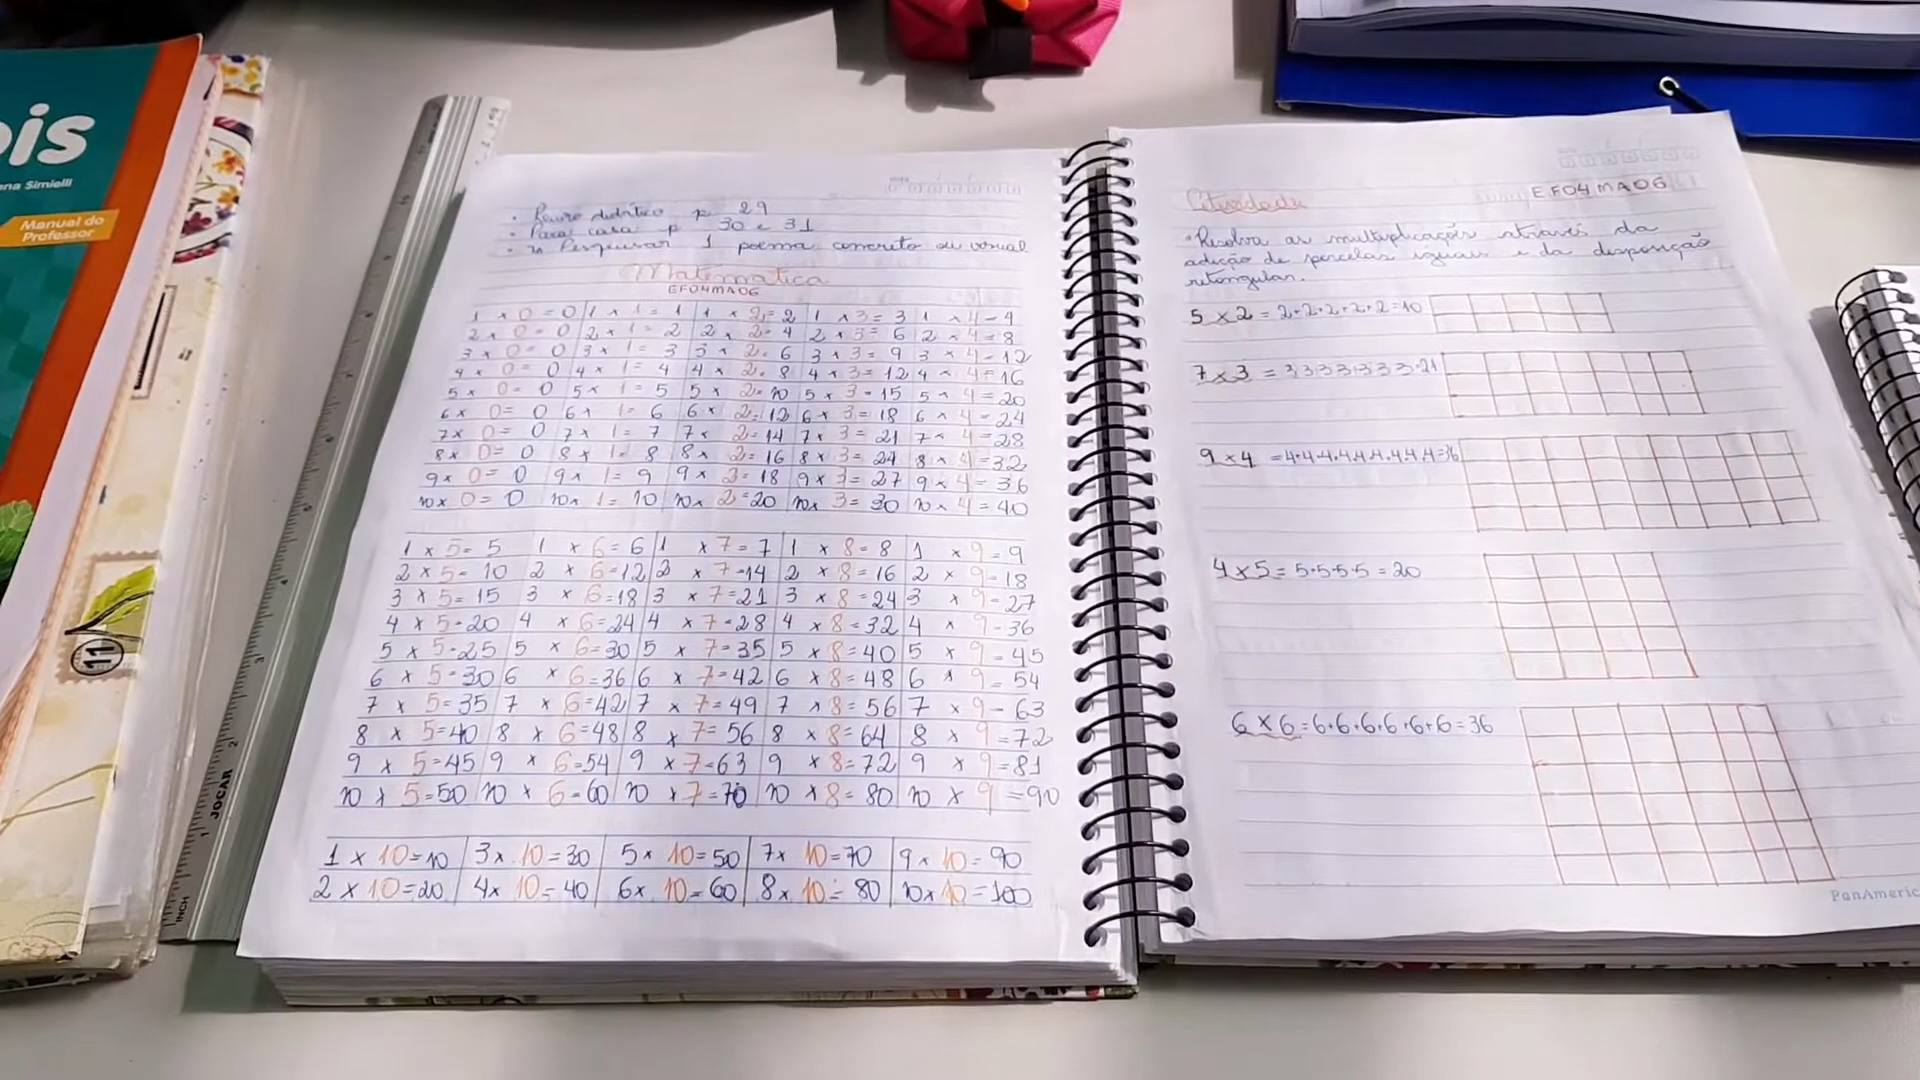 ois
ena Simielli
Manual do
Professor
11
INCH
JOCAR
1
2
3
. Livro didático p 29
. Para casa p 30 e 31
Pesquisar 1 poema concreto ou visual
Matemática
EF04MA06
1 x 0 = 0 1 x 1 = 1 1 x 2 = 2 1 x 3 = 3 1 x 4 = 4
2 x 0 = 0 2 x 1 = 2 2 x 2 = 4 2 x 3 = 6 2 x 4 = 8
3 x 0 = 0 3 x 1 = 3 3 x 2 = 6 3 x 3 = 9 3 x 4 = 12
4 x 0 = 0 4 x 1 = 4 4 x 2 = 8 4 x 3 = 12 4 x 4 = 16
5 x 0 = 0 5 x 1 = 5 5 x 2 = 10 5 x 3 = 15 5 x 4 = 20
6 x 0 = 0 6 x 1 = 6 6 x 2 = 12 6 x 3 = 18 6 x 4 = 24
7 x 0 = 0 7 x 1 = 7 7 x 2 = 14 7 x 3 = 21 7 x 4 = 28
8 x 0 = 0 8 x 1 = 8 8 x 2 = 16 8 x 3 = 24 8 x 4 = 32
9 x 0 = 0 9 x 1 = 9 9 x 2 = 18 9 x 3 = 27 9 x 4 = 36
10 x 0 = 0 10 x 1 = 10 10 x 2 = 20 10 x 3 = 30 10 x 4 = 40
1 x 5 = 5 1 x 6 = 6 1 x 7 = 7 1 x 8 = 8 1 x 9 = 9
2 x 5 = 10 2 x 6 = 12 2 x 7 = 14 2 x 8 = 16 2 x 9 = 18
3 x 5 = 15 3 x 6 = 18 3 x 7 = 21 3 x 8 = 24 3 x 9 = 27
4 x 5 = 20 4 x 6 = 24 4 x 7 = 28 4 x 8 = 32 4 x 9 = 36
5 x 5 = 25 5 x 6 = 30 5 x 7 = 35 5 x 8 = 40 5 x 9 = 45
6 x 5 = 30 6 x 6 = 36 6 x 7 = 42 6 x 8 = 48 6 x 9 = 54
7 x 5 = 35 7 x 6 = 42 7 x 7 = 49 7 x 8 = 56 7 x 9 = 63
8 x 5 = 40 8 x 6 = 48 8 x 7 = 56 8 x 8 = 64 8 x 9 = 72
9 x 5 = 45 9 x 6 = 54 9 x 7 = 63 9 x 8 = 72 9 x 9 = 81
10 x 5 = 50 10 x 6 = 60 10 x 7 = 70 10 x 8 = 80 10 x 9 = 90
1 x 10 = 10 3 x 10 = 30 5 x 10 = 50 7 x 10 = 70 9 x 10 = 90
2 x 10 = 20 4 x 10 = 40 6 x 10 = 60 8 x 10 = 80 10 x 10 = 100
Atividade EF04MA06
. Resolva as multiplicações através da
adição de parcelas iguais e da disposição
retangular.
5 x 2 = 2+2+2+2+2=10
7 x 3 = 3+3+3+3+3+3+3=21
9 x 4 = 4+4+4+4+4+4+4+4+4=36
4 x 5 = 5+5+5+5 = 20
6 x 6 = 6+6+6+6+6+6=36
PanAmeric